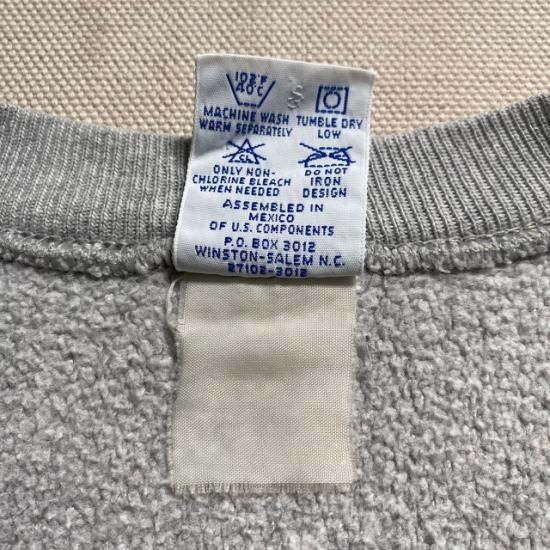 102°F
40°C
MACHINE WASH
WARM SEPARATELY
TUMBLE DRY
LOW
ONLY NON-
CHLORINE BLEACH
WHEN NEEDED
DO NOT
IRON
DESIGN
ASSEMBLED IN
MEXICO
OF U.S. COMPONENTS
P.O. BOX 3012
WINSTON-SALEM N.C.
27102-3012